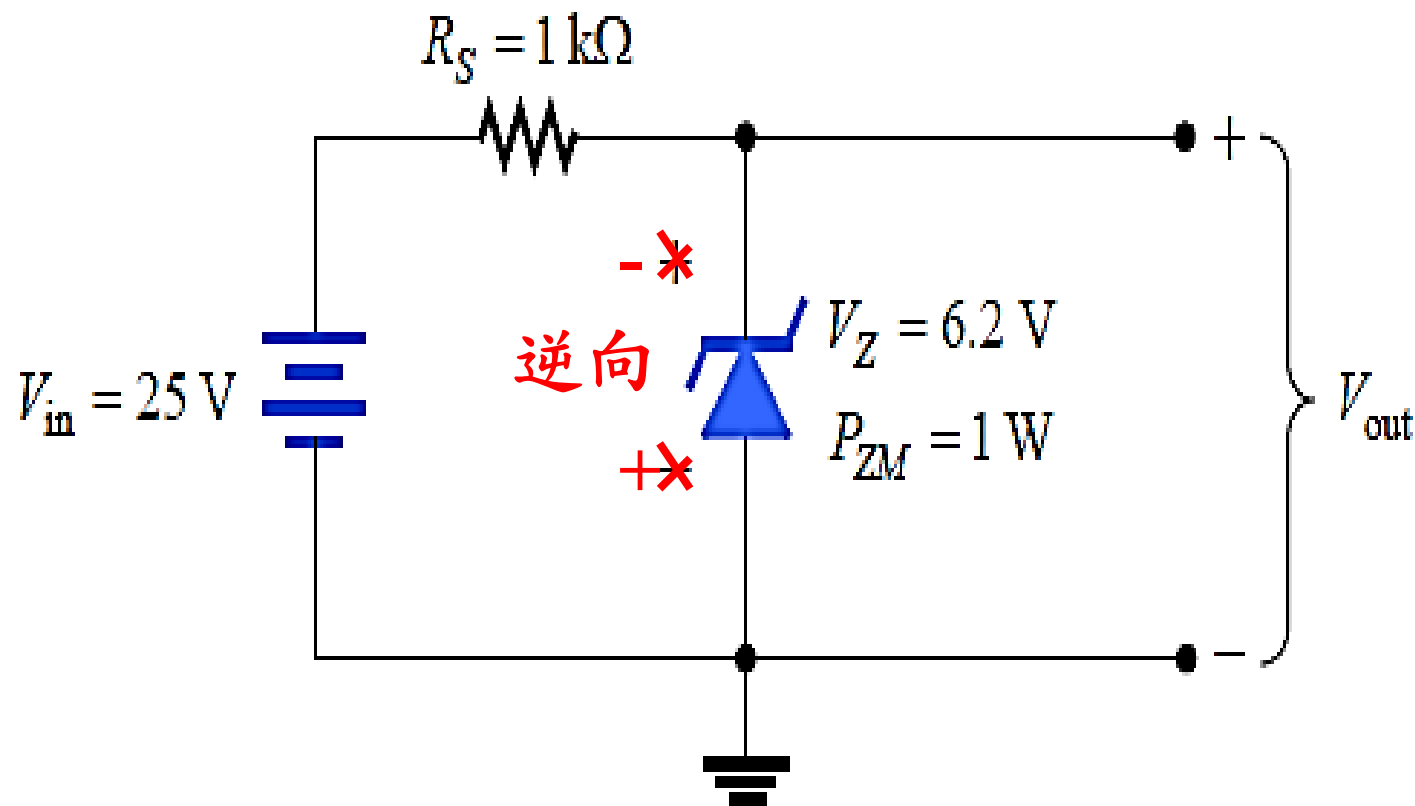 R_S = 1 kΩ
+
- +
V_Z = 6.2 V
逆向
V_in = 25 V
V_out
P_ZM = 1 W
+-
−